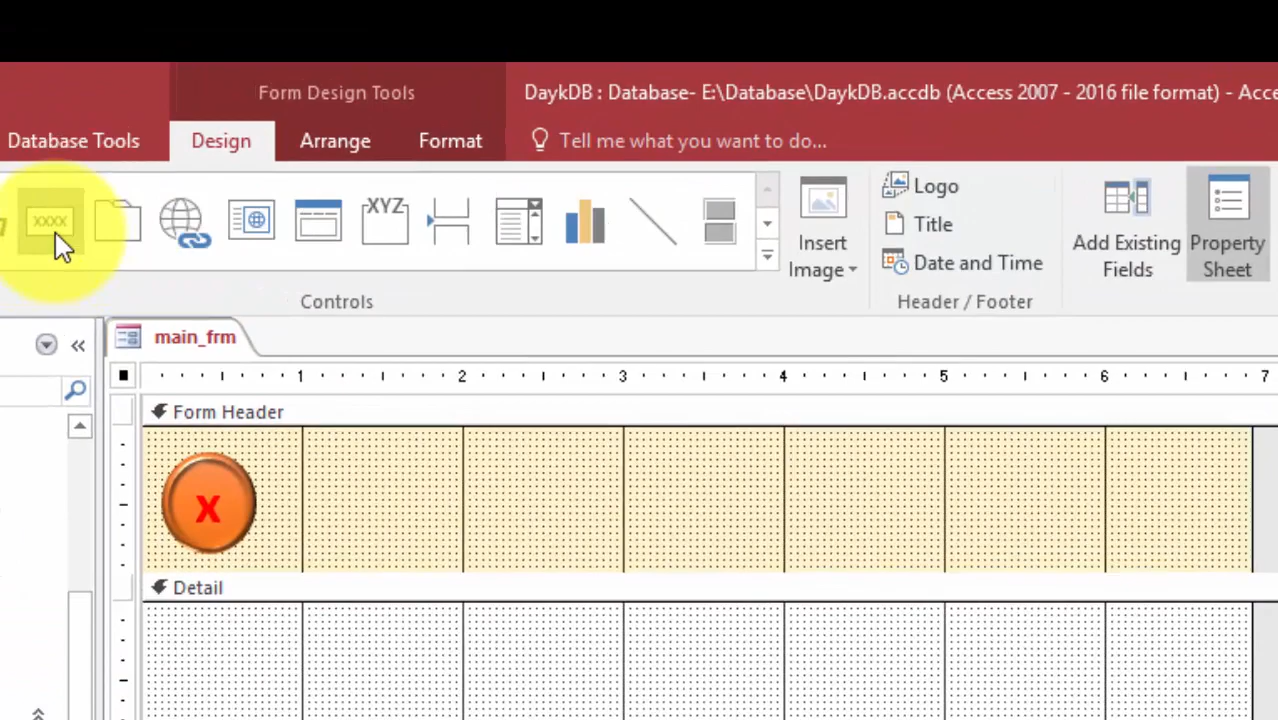 Form Design Tools
DaykDB : Database- E:\Database\DaykDB.accdb (Access 2007 - 2016 file format) - Acce
Database Tools
Design
Arrange
Format
Tell me what you want to do...
XXXX
XYZ
Insert
Image
Logo
Title
Date and Time
Add Existing
Fields
Property
Sheet
Controls
Header / Footer
main_frm
1 2 3 4 5 6 7
Form Header
X
Detail